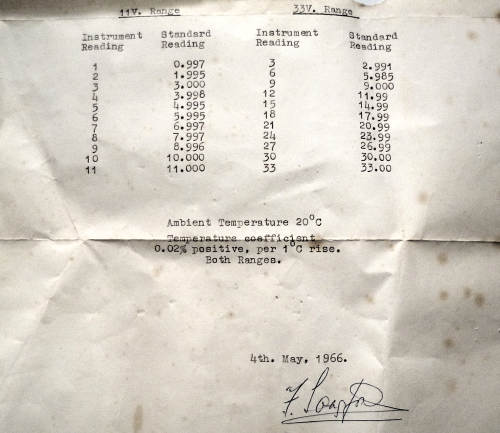 11V. Range 33V. Range
Instrument Standard Instrument Standard
Reading Reading Reading Reading
1 0.997 3 2.991
2 1.995 6 5.985
3 3.000 9 9.000
4 3.998 12 11.99
5 4.995 15 14.99
6 5.995 18 17.99
7 6.997 21 20.99
8 7.997 24 23.99
9 8.996 27 26.99
10 10.000 30 30.00
11 11.000 33 33.00
Ambient Temperature 20°C
Temperature coefficient
0.02% positive, per 1°C rise.
Both Ranges.
4th. May, 1966.